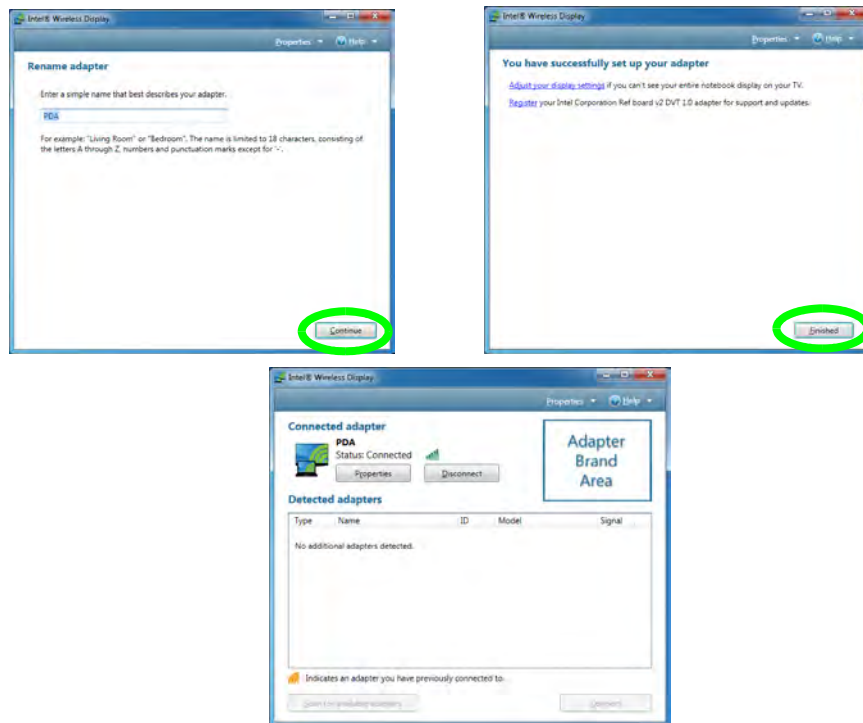 Intel® Wireless Display
Properties Help
Rename adapter
Enter a simple name that best describes your adapter.
PDA
For example: "Living Room" or "Bedroom". The name is limited to 18 characters, consisting of
the letters A through Z, numbers and punctuation marks except for '-'.
Continue
Intel® Wireless Display
Properties Help
You have successfully set up your adapter
Adjust your display settings if you can't see your entire notebook display on your TV.
Register your Intel Corporation Ref board v2 DVT 1.0 adapter for support and updates.
Finished
Intel® Wireless Display
Properties Help
Connected adapter
PDA
Status: Connected
Properties Disconnect
Adapter
Brand
Area
Detected adapters
Type Name ID Model Signal
No additional adapters detected.
Indicates an adapter you have previously connected to.
Scan for available adapters Connect